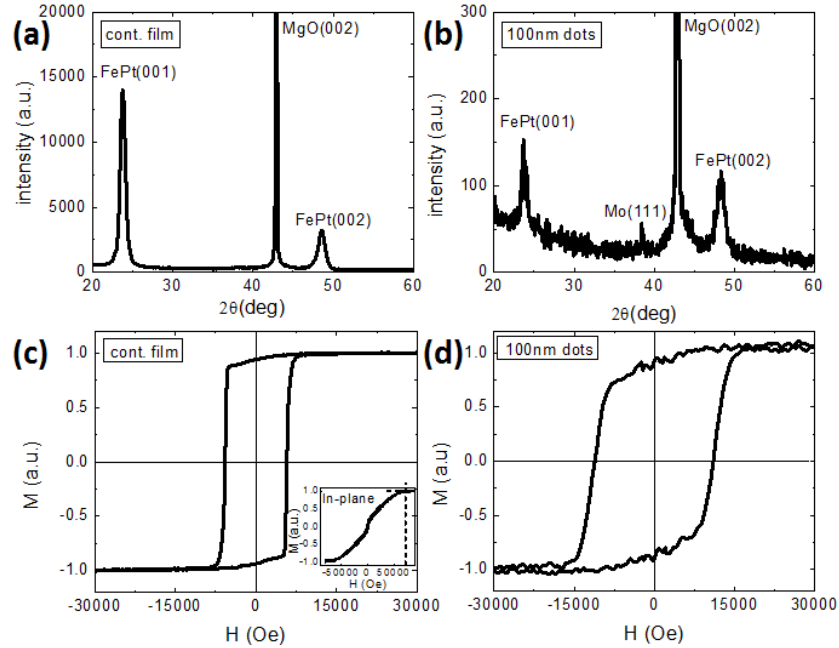 (a)
cont. film
FePt(001)
MgO(002)
FePt(002)
intensity (a.u.)
20000
15000
10000
5000
0
20 30 40 50 60
2θ(deg)
(b)
100nm dots
MgO(002)
FePt(001)
FePt(002)
Mo(111)
intensity (a.u.)
300
200
100
0
20 30 40 50 60
2θ(deg)
(c)
cont. film
M (a.u.)
1.0
0.5
0.0
-0.5
-1.0
-30000 -15000 0 15000 30000
H (Oe)
In-plane
M (a.u.)
1.0
0.5
0.0
-0.5
-1.0
-50000 0 50000
H (Oe)
(d)
100nm dots
M (a.u)
1.0
0.5
0.0
-0.5
-1.0
-30000 -15000 0 15000 30000
H (Oe)